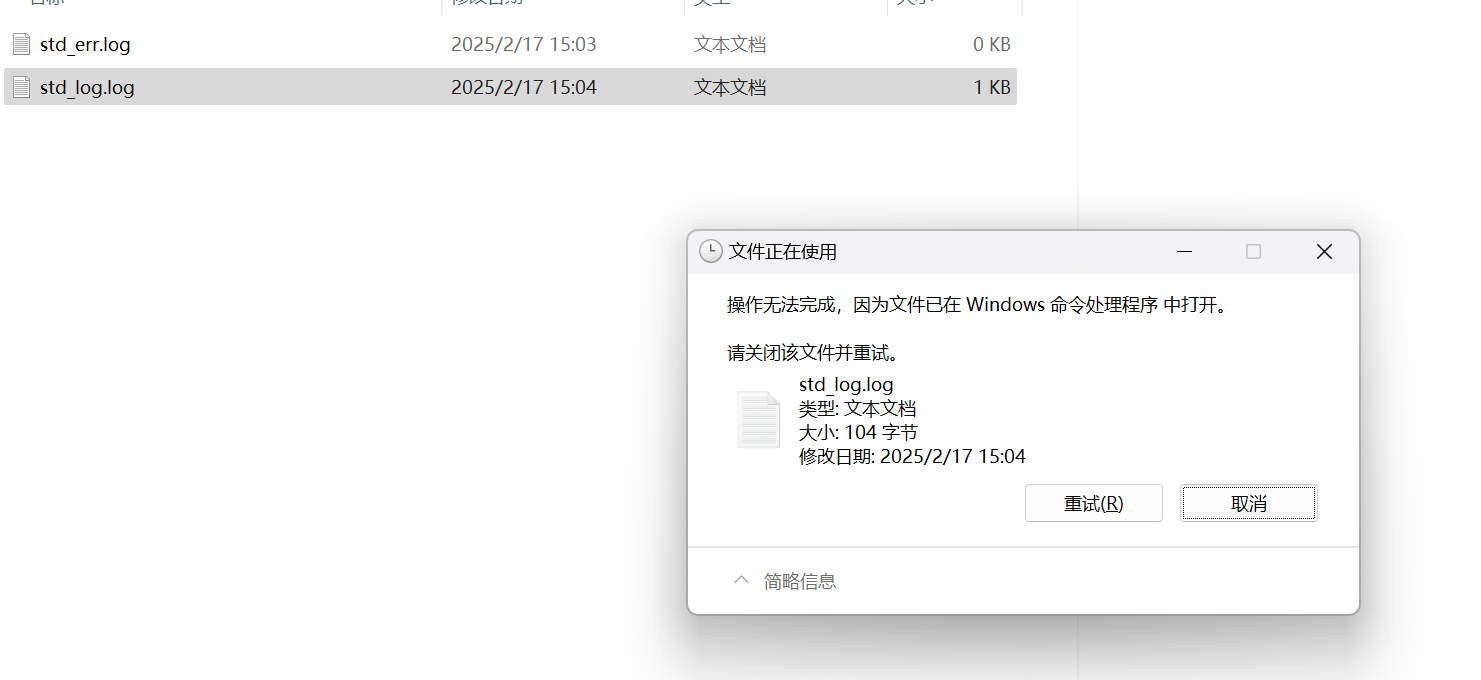 std_err.log 2025/2/17 15:03 文本文档 0 KB
std_log.log 2025/2/17 15:04 文本文档 1 KB
文件正在使用
操作无法完成，因为文件已在 Windows 命令处理程序 中打开。
请关闭该文件并重试。
std_log.log
类型: 文本文档
大小: 104 字节
修改日期: 2025/2/17 15:04
重试(R) 取消
简略信息